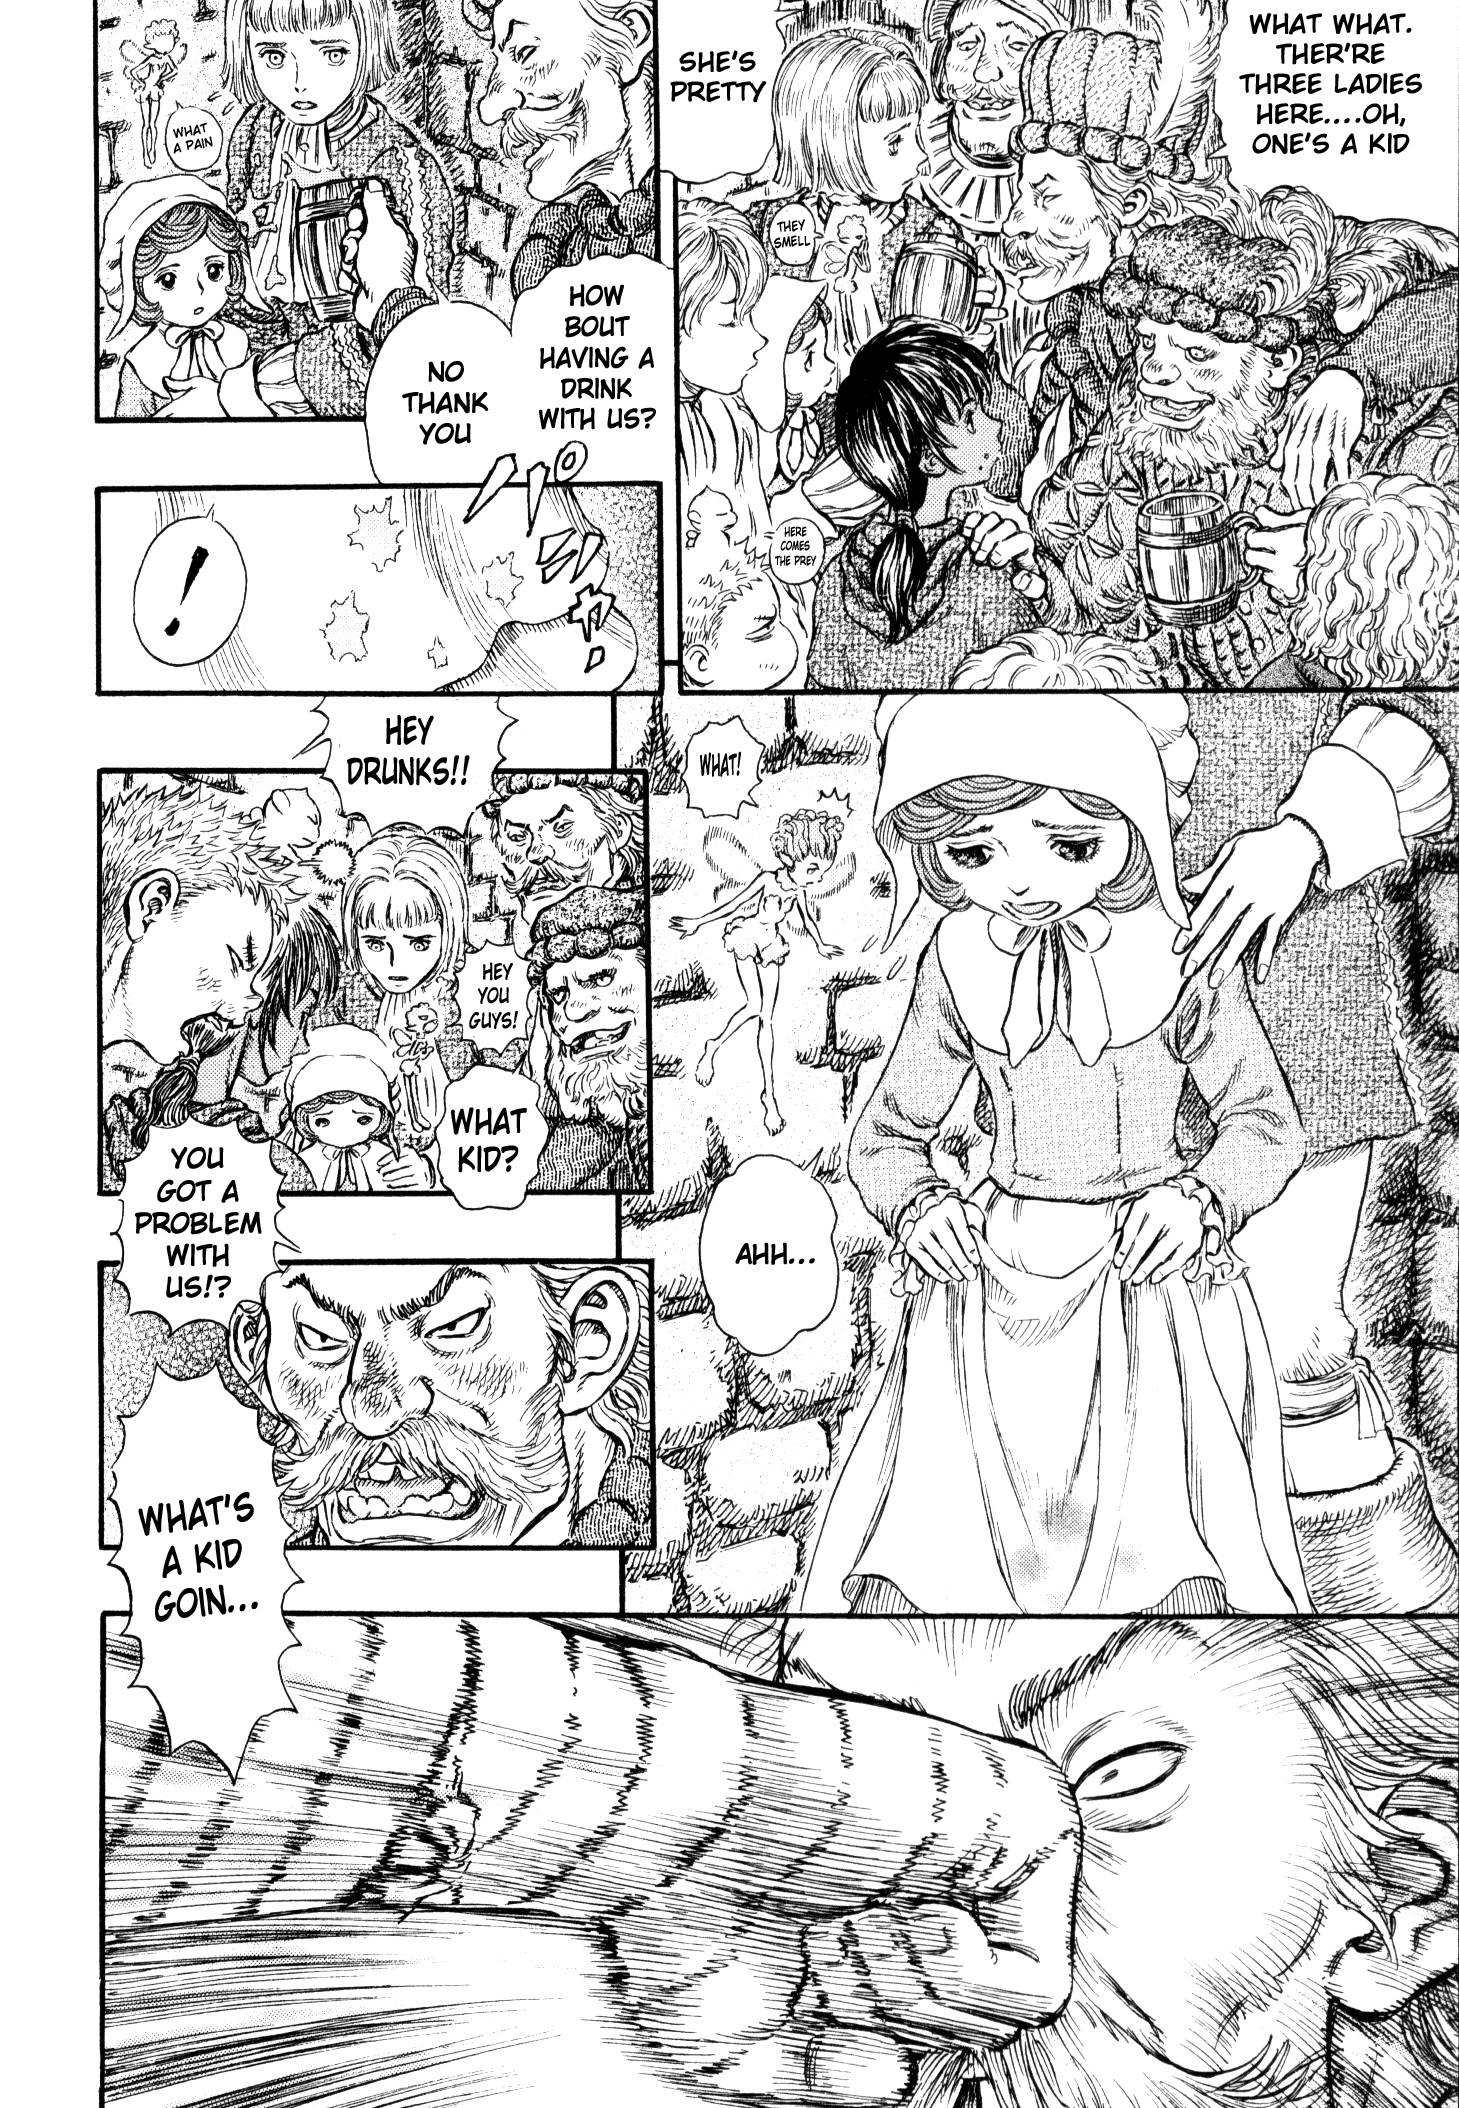 WHAT WHAT.
THER'RE
THREE LADIES
HERE....OH,
ONE'S A KID
SHE'S
PRETTY
THEY
SMELL
HERE
COMES
THE PREY
HOW
BOUT
HAVING A
DRINK
WITH US?
NO
THANK
YOU
WHAT
A PAIN
!
WHAT!
AHH...
HEY
DRUNKS!!
HEY
YOU
GUYS!
WHAT
KID?
YOU
GOT A
PROBLEM
WITH
US!?
WHAT'S
A KID
GOIN...